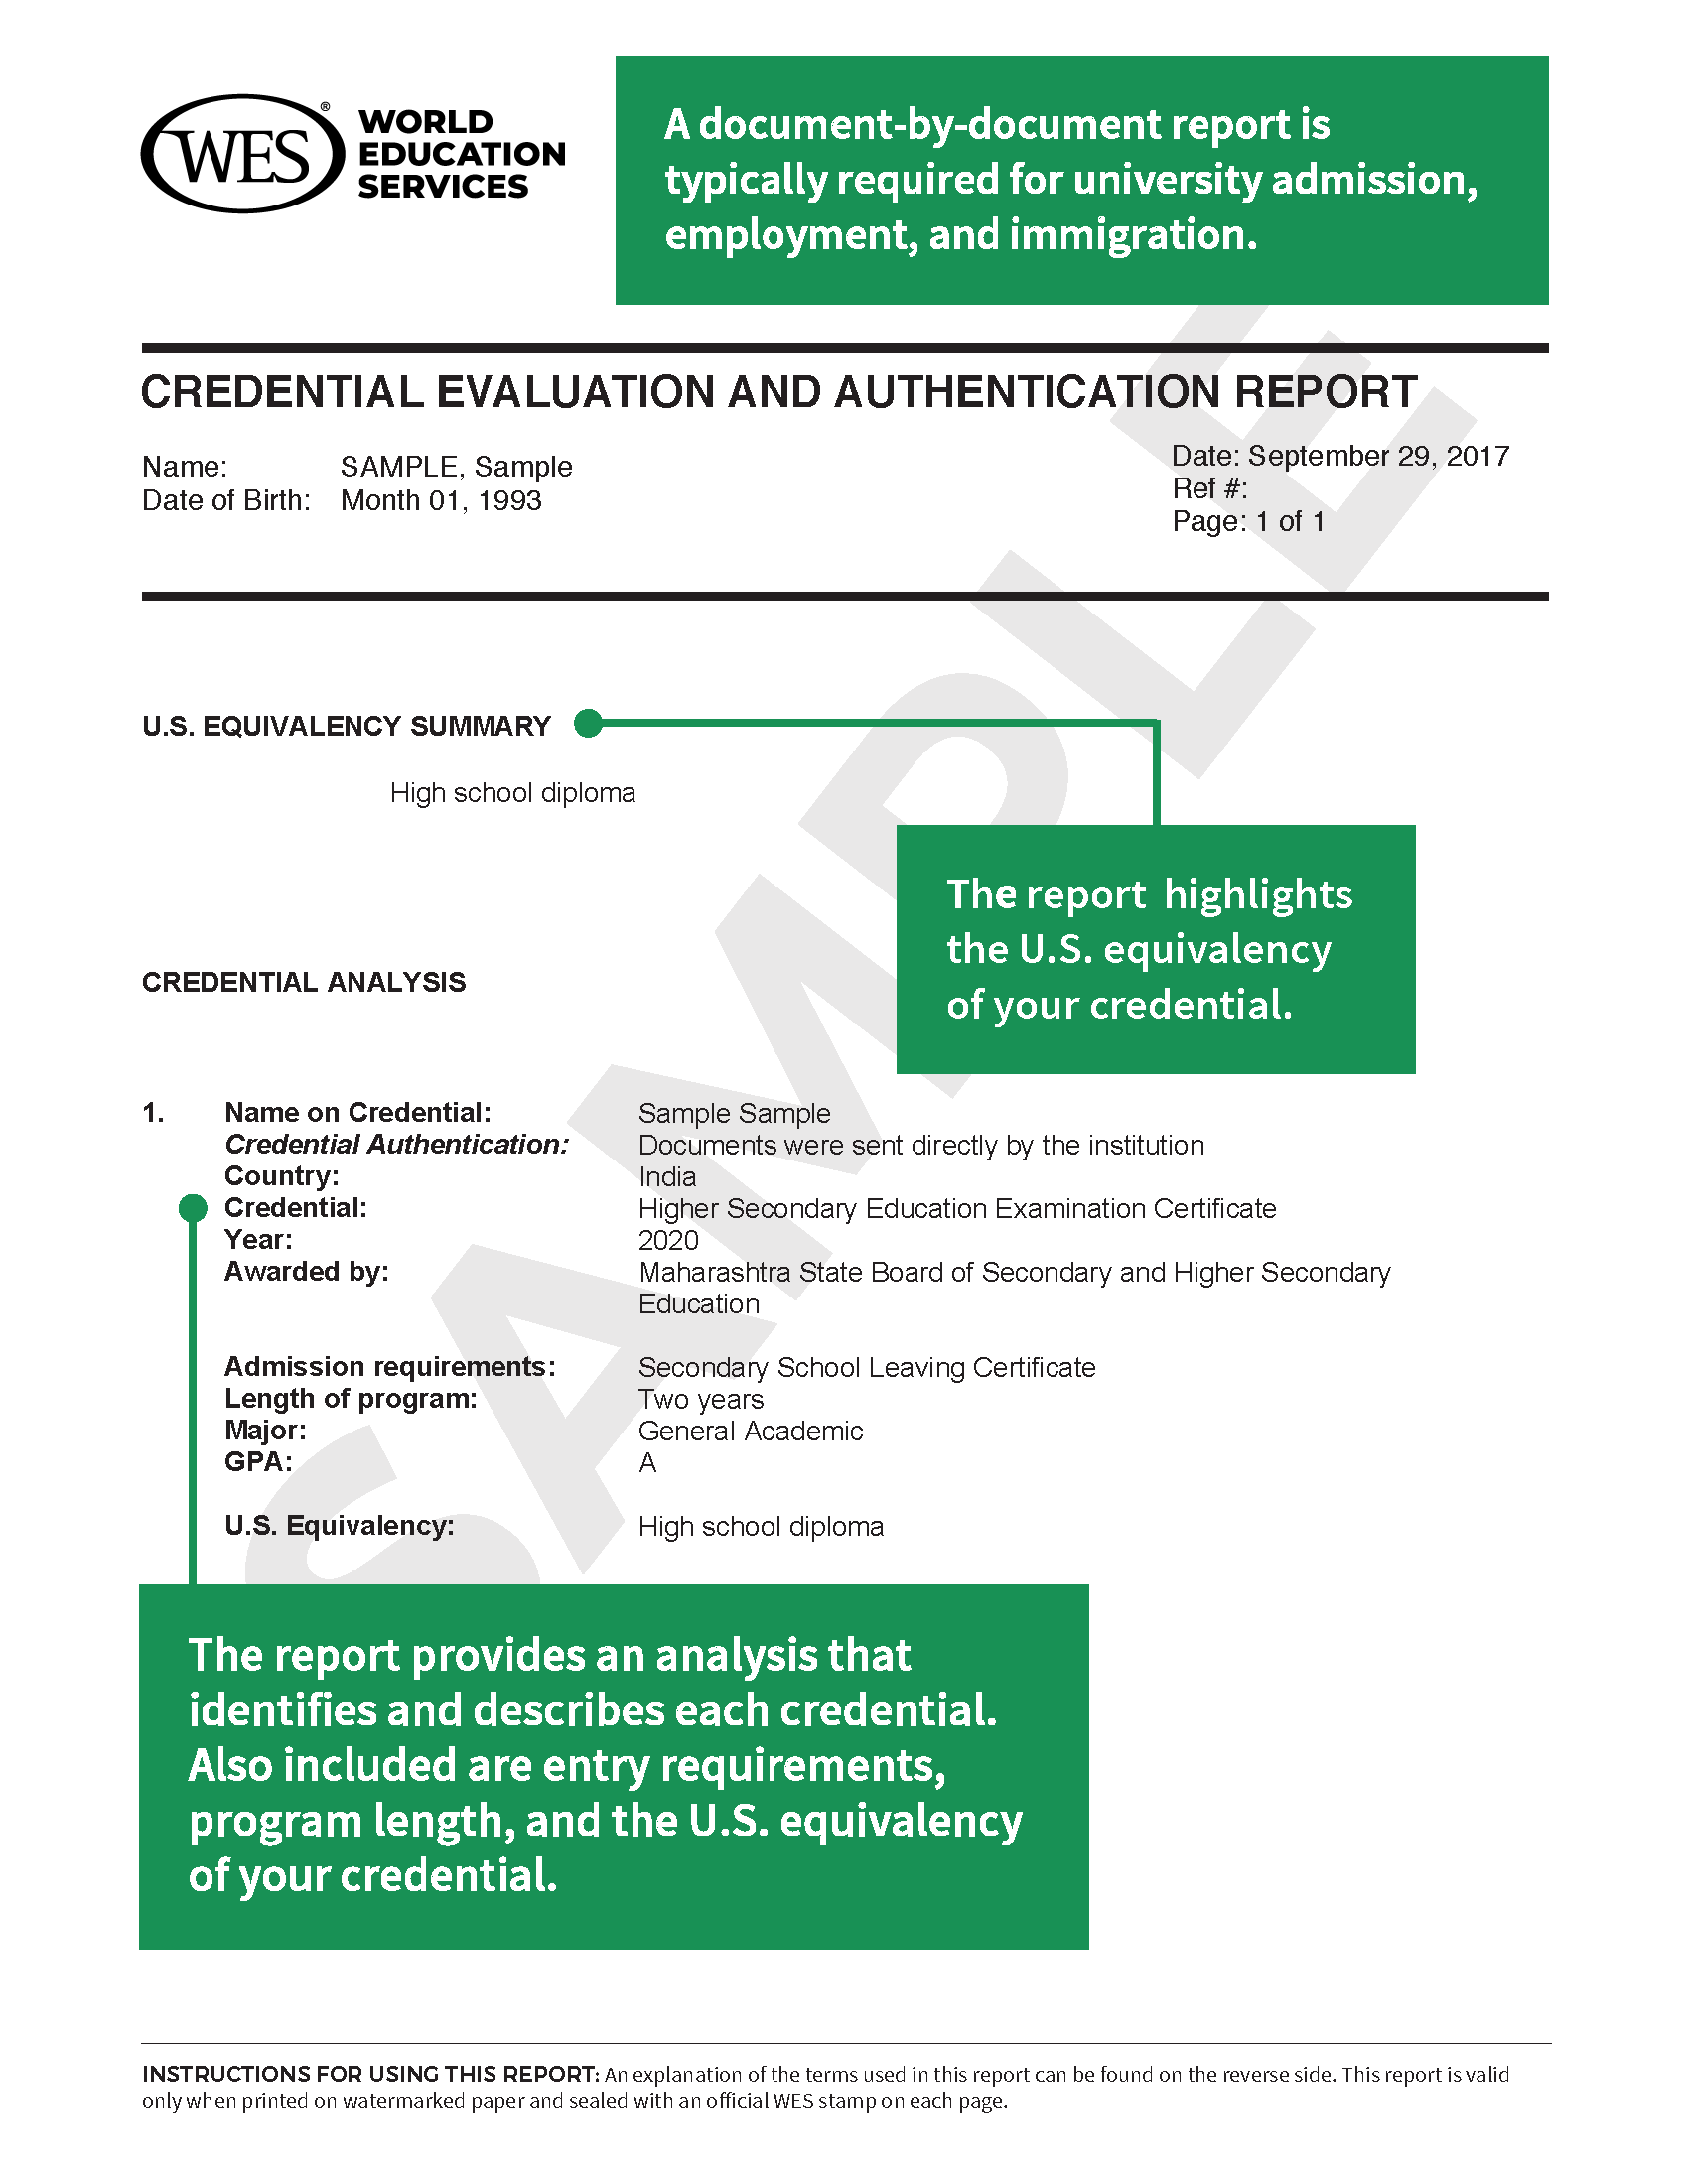 WES®
WORLD
EDUCATION
SERVICES
A document-by-document report is
typically required for university admission,
employment, and immigration.
CREDENTIAL EVALUATION AND AUTHENTICATION REPORT
Name: SAMPLE, Sample
Date of Birth: Month 01, 1993
Date: September 29, 2017
Ref #:
Page: 1 of 1
U.S. EQUIVALENCY SUMMARY
High school diploma
The report highlights
the U.S. equivalency
of your credential.
CREDENTIAL ANALYSIS
1. Name on Credential: Sample Sample
Credential Authentication: Documents were sent directly by the institution
Country: India
Credential: Higher Secondary Education Examination Certificate
Year: 2020
Awarded by: Maharashtra State Board of Secondary and Higher Secondary
Education
Admission requirements: Secondary School Leaving Certificate
Length of program: Two years
Major: General Academic
GPA: A
U.S. Equivalency: High school diploma
The report provides an analysis that
identifies and describes each credential.
Also included are entry requirements,
program length, and the U.S. equivalency
of your credential.
INSTRUCTIONS FOR USING THIS REPORT: An explanation of the terms used in this report can be found on the reverse side. This report is valid
only when printed on watermarked paper and sealed with an official WES stamp on each page.
SAMPLE